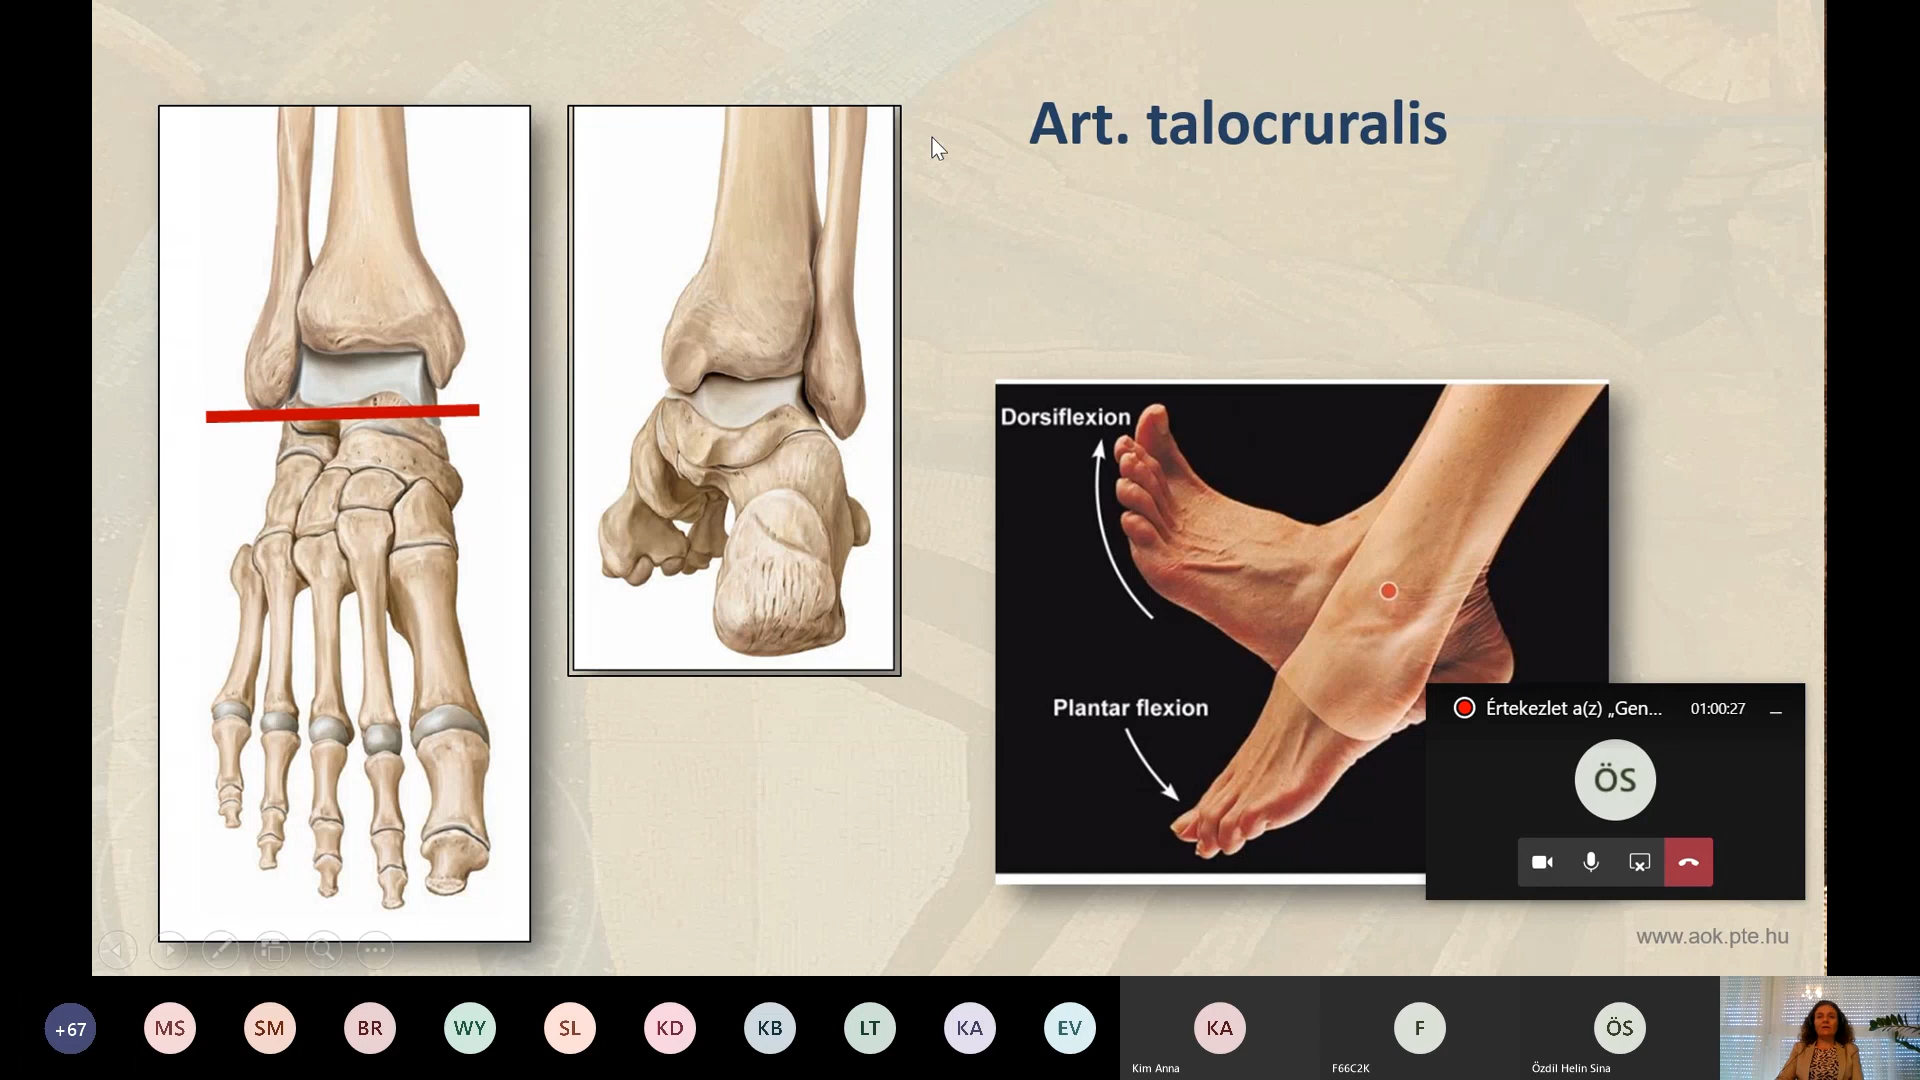 Art. talocruralis
Dorsiflexion
Plantar flexion
Értekezlet a(z) „Gen... 01:00:27
ÖS
www.aok.pte.hu
+67 MS SM BR WY SL KD KB LT KA EV KA F ÖS
Kim Anna F66C2K Özdil Helin Sina